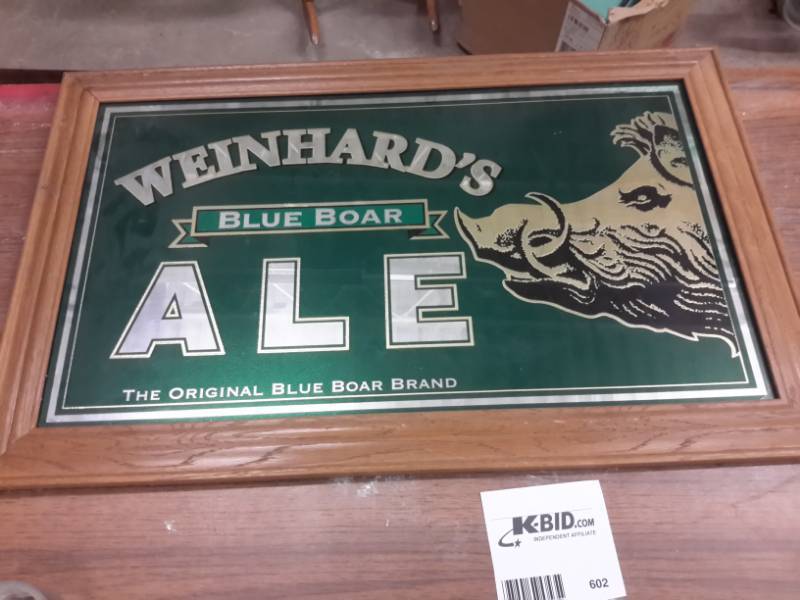 WEINHARD'S
BLUE BOAR
ALE
THE ORIGINAL BLUE BOAR BRAND
K-BID.COM
INDEPENDENT AFFILIATE
602